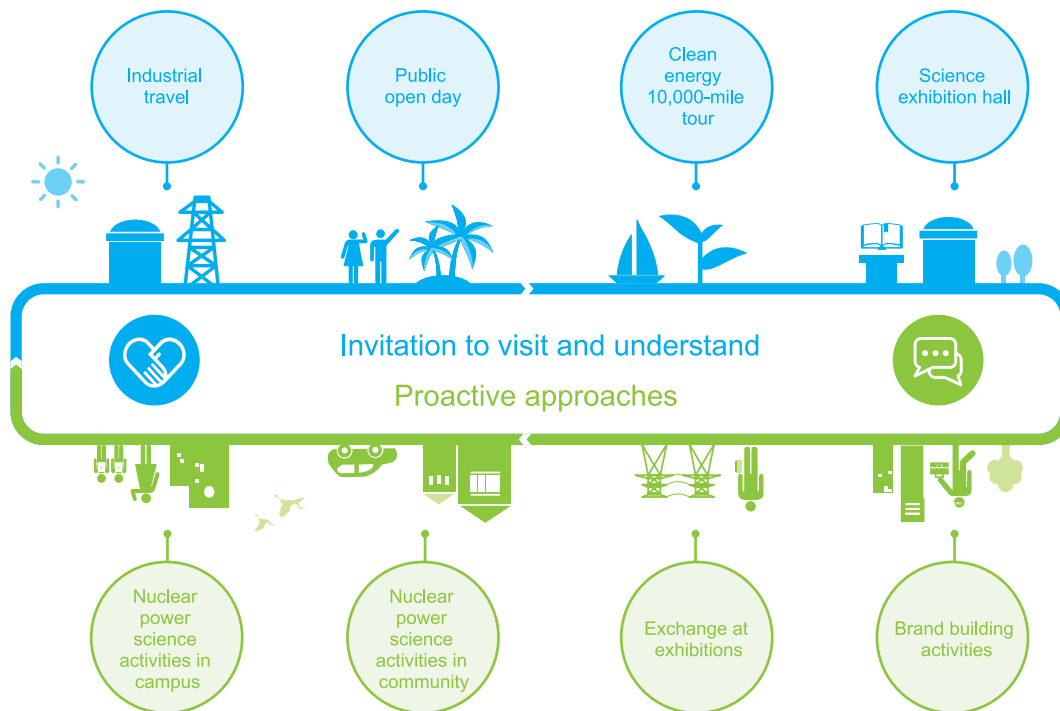 Industrial
travel
Public
open day
Clean
energy
10,000-mile
tour
Science
exhibition hall
Invitation to visit and understand
Proactive approaches
Nuclear
power
science
activities in
campus
Nuclear
power
science
activities in
community
Exchange at
exhibitions
Brand building
activities